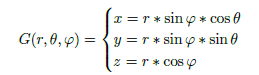 x = r * sin φ * cos θ
G(r, θ, φ) = { y = r * sin φ * sin θ
z = r * cos φ